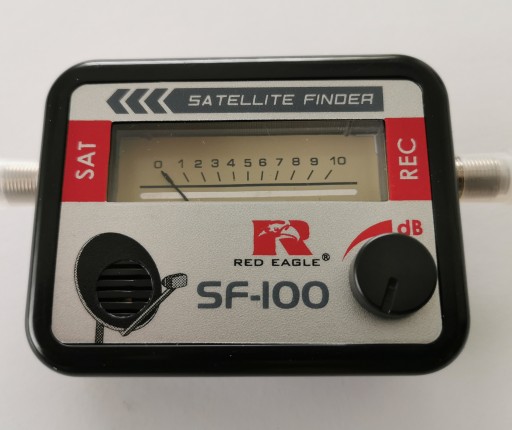 SATELLITE FINDER
SAT
0 1 2 3 4 5 6 7 8 9 10
REC
R
RED EAGLE®
dB
SF-100